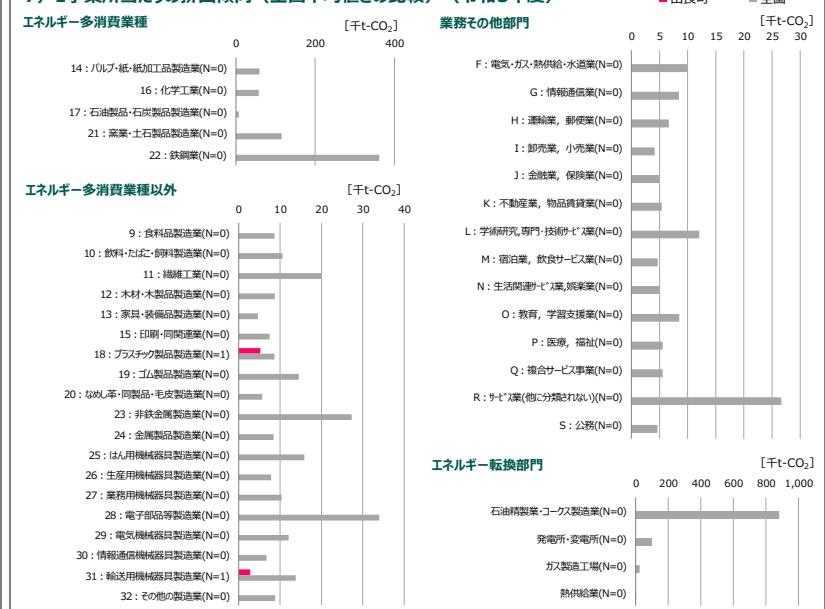 エネルギー多消費業種
[千t-CO₂]
0 200 400
14：パルプ・紙・紙加工品製造業(N=0)
16：化学工業(N=0)
17：石油製品・石炭製品製造業(N=0)
21：窯業・土石製品製造業(N=0)
22：鉄鋼業(N=0)
エネルギー多消費業種以外
[千t-CO₂]
0 10 20 30 40
9：食料品製造業(N=0)
10：飲料・たばこ・飼料製造業(N=0)
11：繊維工業(N=0)
12：木材・木製品製造業(N=0)
13：家具・装備品製造業(N=0)
15：印刷・同関連業(N=0)
18：プラスチック製品製造業(N=1)
19：ゴム製品製造業(N=0)
20：なめし革・同製品・毛皮製造業(N=0)
23：非鉄金属製造業(N=0)
24：金属製品製造業(N=0)
25：はん用機械器具製造業(N=0)
26：生産用機械器具製造業(N=0)
27：業務用機械器具製造業(N=0)
28：電子部品等製造業(N=0)
29：電気機械器具製造業(N=0)
30：情報通信機械器具製造業(N=0)
31：輸送用機械器具製造業(N=1)
32：その他の製造業(N=0)
業務その他部門
[千t-CO₂]
0 5 10 15 20 25 30
F：電気・ガス・熱供給・水道業(N=0)
G：情報通信業(N=0)
H：運輸業，郵便業(N=0)
I：卸売業，小売業(N=0)
J：金融業，保険業(N=0)
K：不動産業，物品賃貸業(N=0)
L：学術研究,専門・技術ｻｰﾋﾞｽ業(N=0)
M：宿泊業，飲食サービス業(N=0)
N：生活関連ｻｰﾋﾞｽ業,娯楽業(N=0)
O：教育，学習支援業(N=0)
P：医療，福祉(N=0)
Q：複合サービス事業(N=0)
R：ｻｰﾋﾞｽ業(他に分類されない)(N=0)
S：公務(N=0)
エネルギー転換部門
[千t-CO₂]
0 200 400 600 800 1,000
石油精製業・コークス製造業(N=0)
発電所・変電所(N=0)
ガス製造工場(N=0)
熱供給業(N=0)